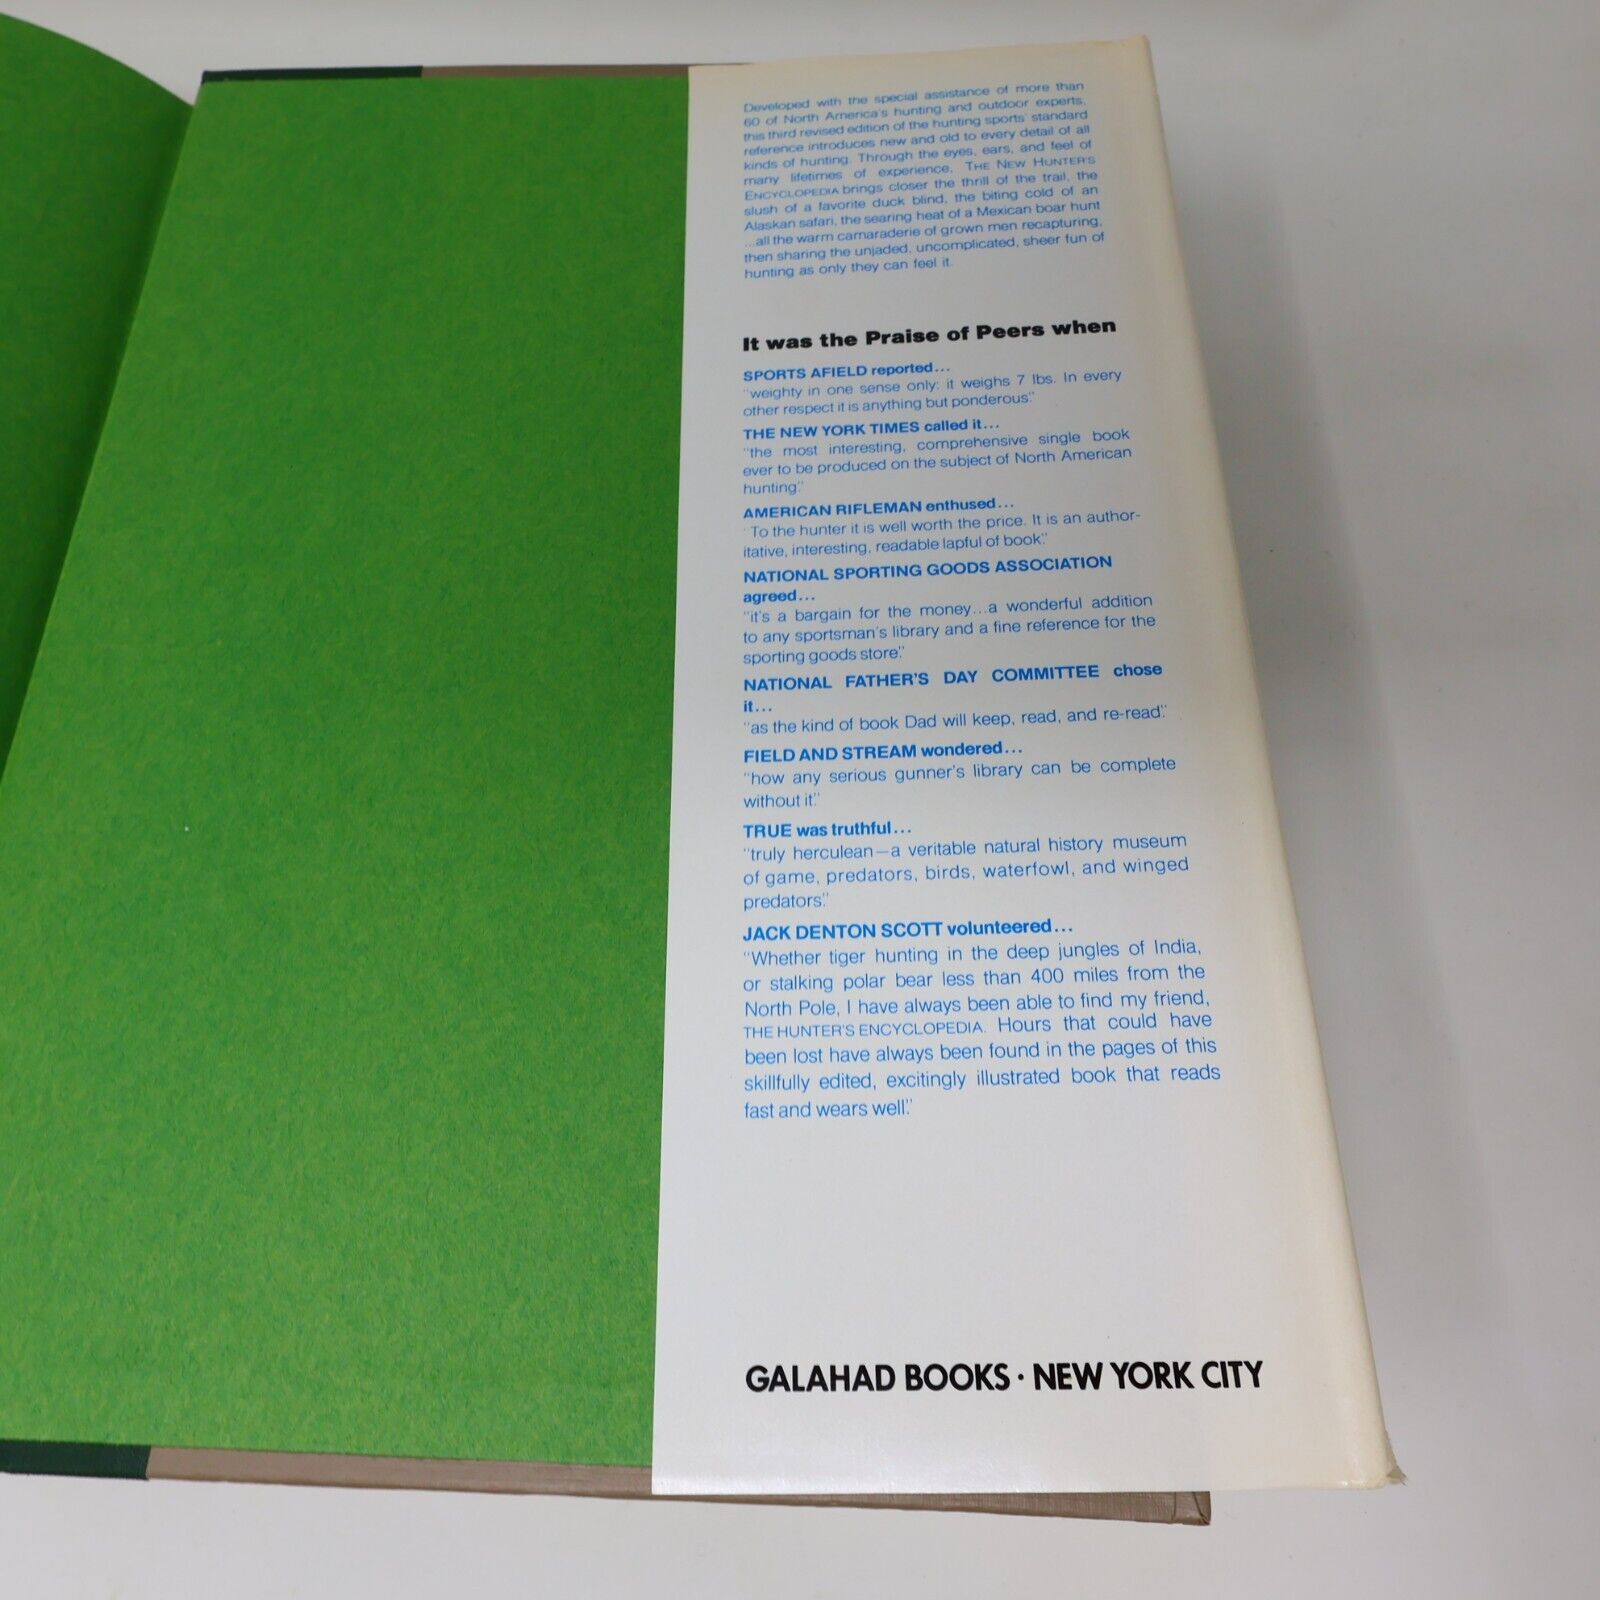 Developed with the special assistance of more than
60 of North America's hunting and outdoor experts,
this third revised edition of the hunting sports' standard
reference introduces new and old to every detail of all
kinds of hunting. Through the eyes, ears, and feel of
many lifetimes of experience, THE NEW HUNTER'S
ENCYCLOPEDIA brings closer the thrill of the trail, the
slush of a favorite duck blind, the biting cold of an
Alaskan safari, the searing heat of a Mexican boar hunt
...all the warm camaraderie of grown men recapturing,
then sharing the unjaded, uncomplicated, sheer fun of
hunting as only they can feel it.
It was the Praise of Peers when
SPORTS AFIELD reported...
"weighty in one sense only: it weighs 7 lbs. In every
other respect it is anything but ponderous."
THE NEW YORK TIMES called it...
"the most interesting, comprehensive single book
ever to be produced on the subject of North American
hunting."
AMERICAN RIFLEMAN enthused...
"To the hunter it is well worth the price. It is an author-
itative, interesting, readable lapful of book."
NATIONAL SPORTING GOODS ASSOCIATION
agreed...
"it's a bargain for the money...a wonderful addition
to any sportsman's library and a fine reference for the
sporting goods store."
NATIONAL FATHER'S DAY COMMITTEE chose
it...
"as the kind of book Dad will keep, read, and re-read."
FIELD AND STREAM wondered...
"how any serious gunner's library can be complete
without it."
TRUE was truthful...
"truly herculean—a veritable natural history museum
of game, predators, birds, waterfowl, and winged
predators."
JACK DENTON SCOTT volunteered...
"Whether tiger hunting in the deep jungles of India,
or stalking polar bear less than 400 miles from the
North Pole, I have always been able to find my friend,
THE HUNTER'S ENCYCLOPEDIA. Hours that could have
been lost have always been found in the pages of this
skillfully edited, excitingly illustrated book that reads
fast and wears well."
GALAHAD BOOKS · NEW YORK CITY